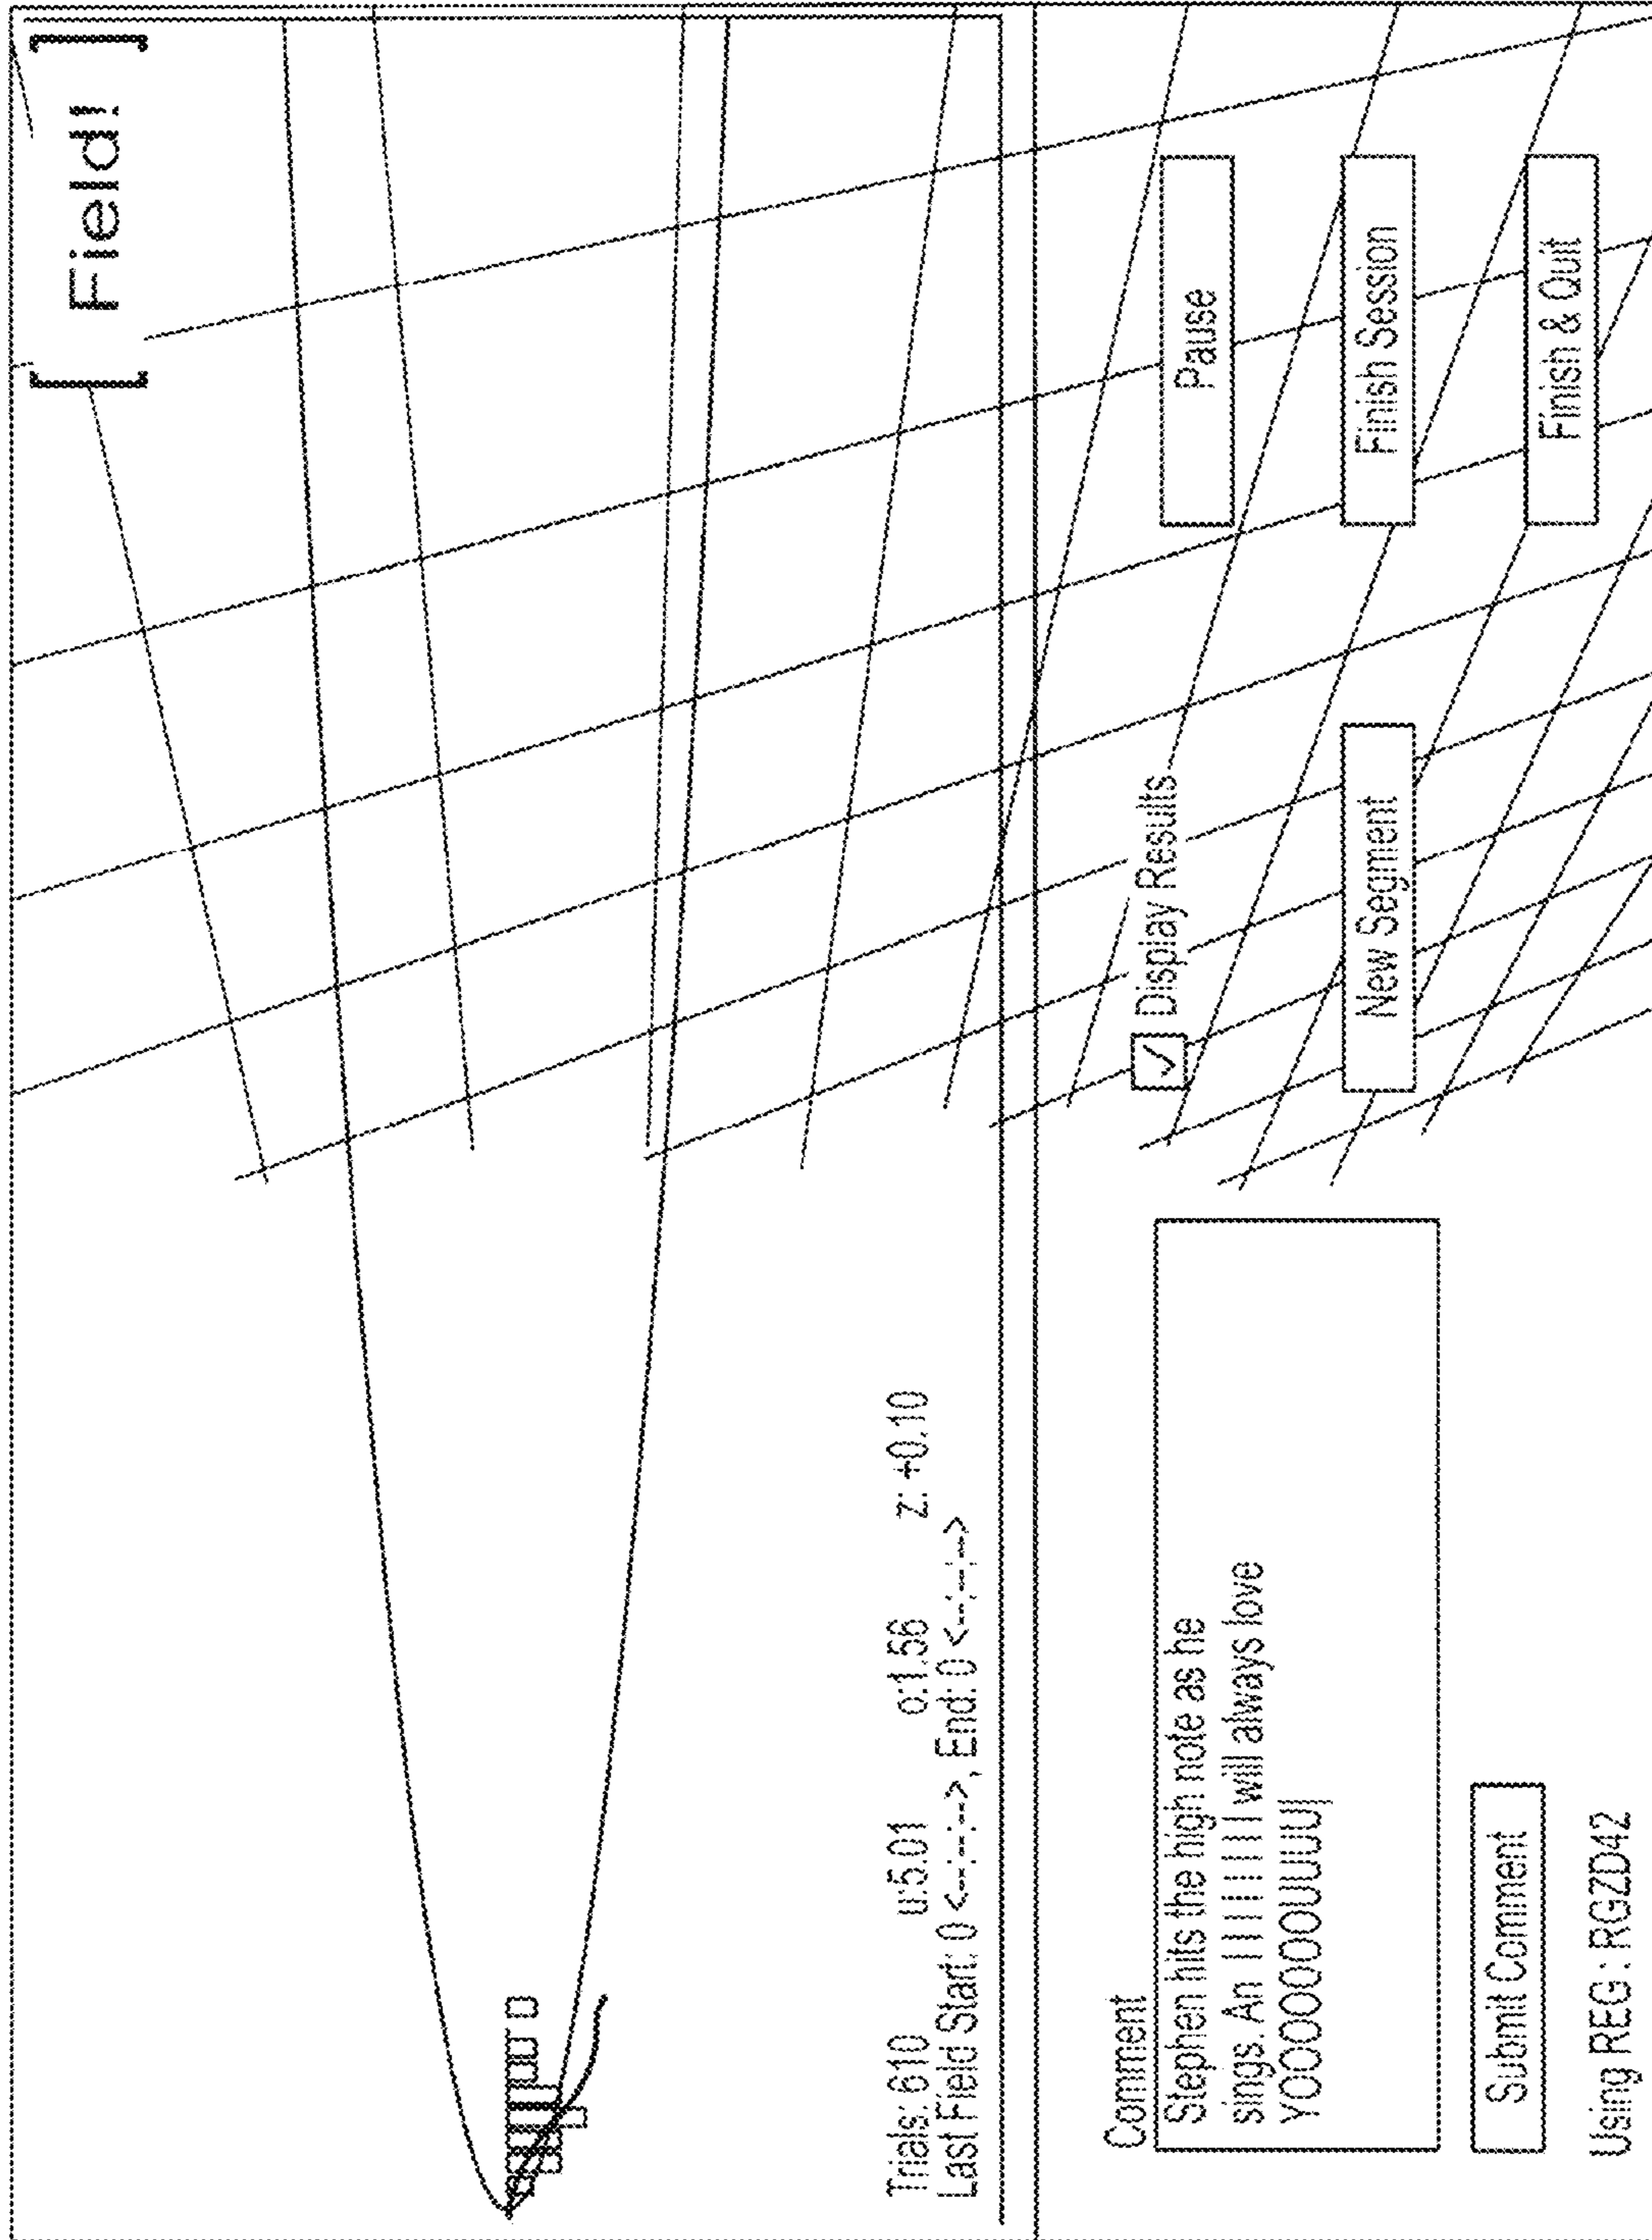 [ Field! ]
Trials: 610 u:5.01 o:1.56 z: +0.10
Last Field Start: 0 <--:--:-->, End: 0 <--:--:-->
Comment
Stephen hits the high note as he
sings. An I I I I I I I I will always love
YOOOOOOUUUU|
Display Results
Pause
New Segment
Finish Session
Submit Comment
Finish & Quit
Using REG : RGZD42